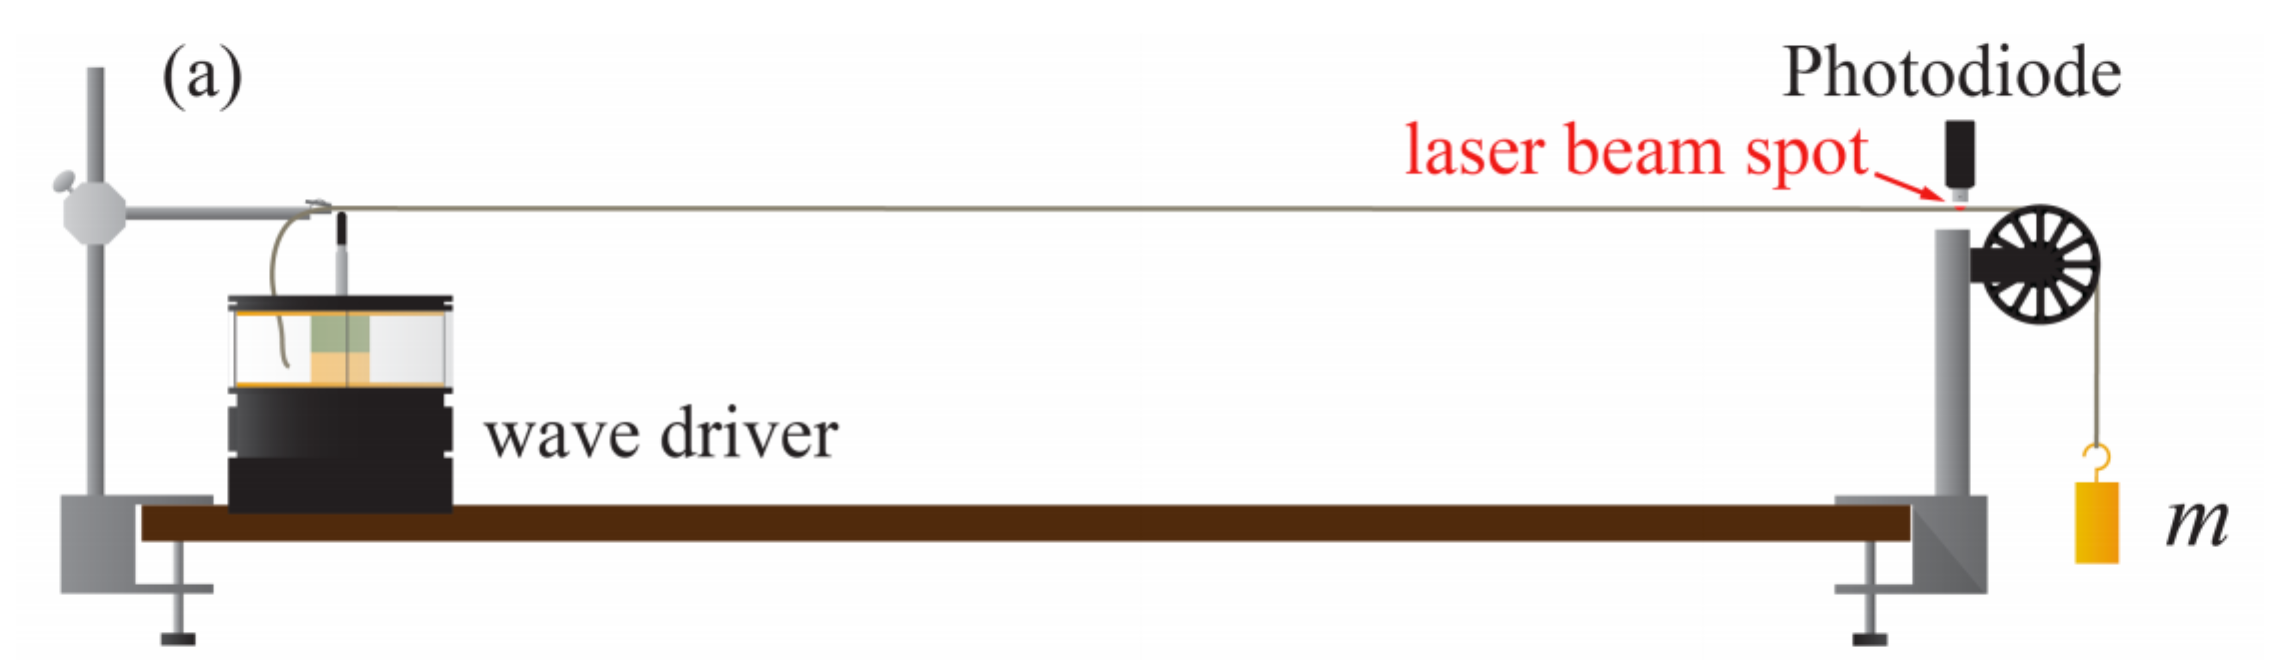 (a)
Photodiode
laser beam spot
wave driver
m